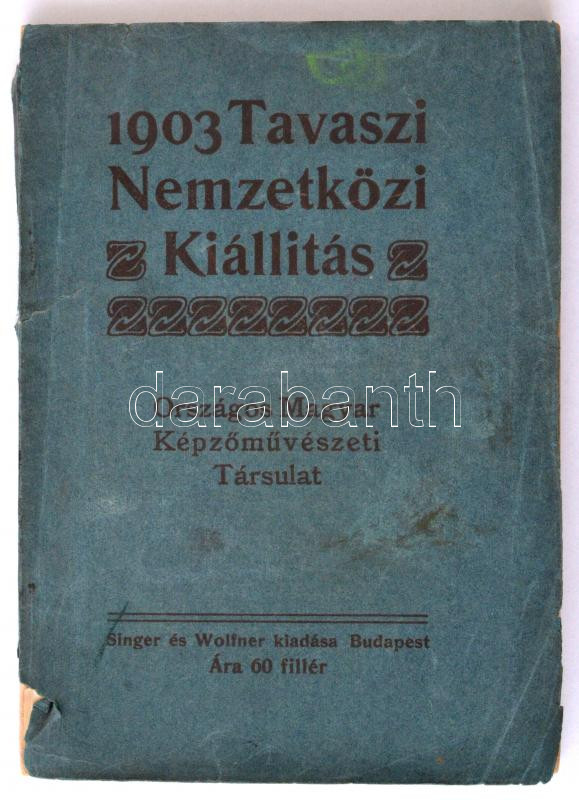 1903 Tavaszi
Nemzetközi
Kiállitás
darabanth
Országos Magyar
Képzőművészeti
Társulat
Singer és Wolfner kiadása Budapest
Ára 60 fillér